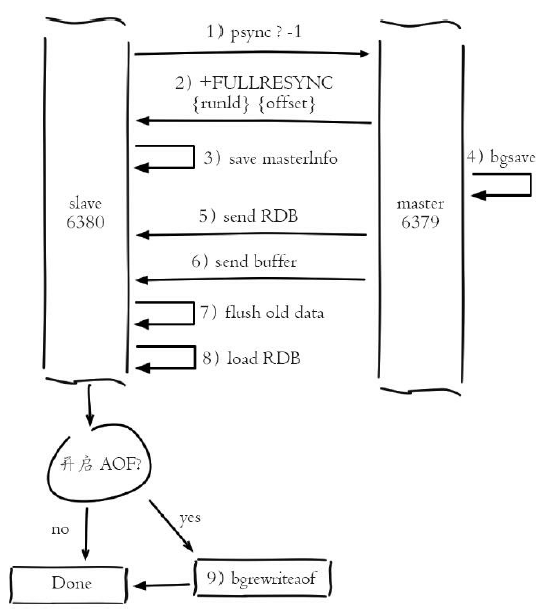 1) psync ? -1
2) +FULLRESYNC
{runId} {offset}
3) save masterInfo
4) bgsave
slave
6380
master
6379
5) send RDB
6) send buffer
7) flush old data
8) load RDB
开启 AOF?
no
yes
Done
9) bgrewriteaof